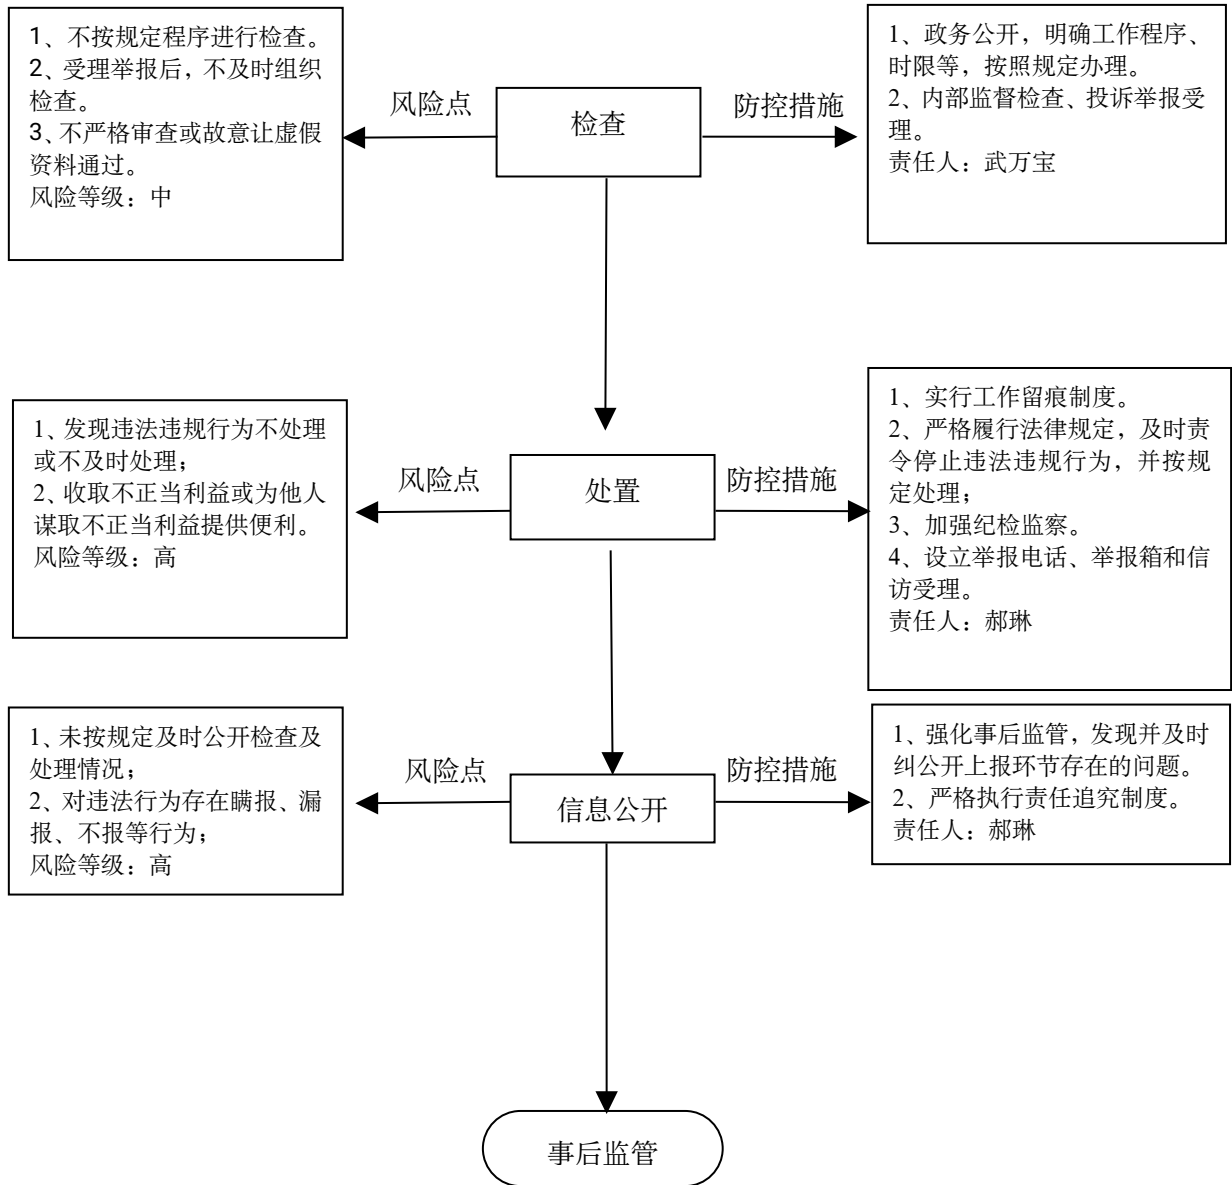 1、不按规定程序进行检查。
2、受理举报后，不及时组织
检查。
3、不严格审查或故意让虚假
资料通过。
风险等级：中
风险点
检查
防控措施
1、政务公开，明确工作程序、
时限等，按照规定办理。
2、内部监督检查、投诉举报受
理。
责任人：武万宝
1、发现违法违规行为不处理
或不及时处理；
2、收取不正当利益或为他人
谋取不正当利益提供便利。
风险等级：高
风险点
处置
防控措施
1、实行工作留痕制度。
2、严格履行法律规定，及时责
令停止违法违规行为，并按规
定处理；
3、加强纪检监察。
4、设立举报电话、举报箱和信
访受理。
责任人：郝琳
1、未按规定及时公开检查及
处理情况；
2、对违法行为存在瞒报、漏
报、不报等行为；
风险等级：高
风险点
信息公开
防控措施
1、强化事后监管，发现并及时
纠公开上报环节存在的问题。
2、严格执行责任追究制度。
责任人：郝琳
事后监管